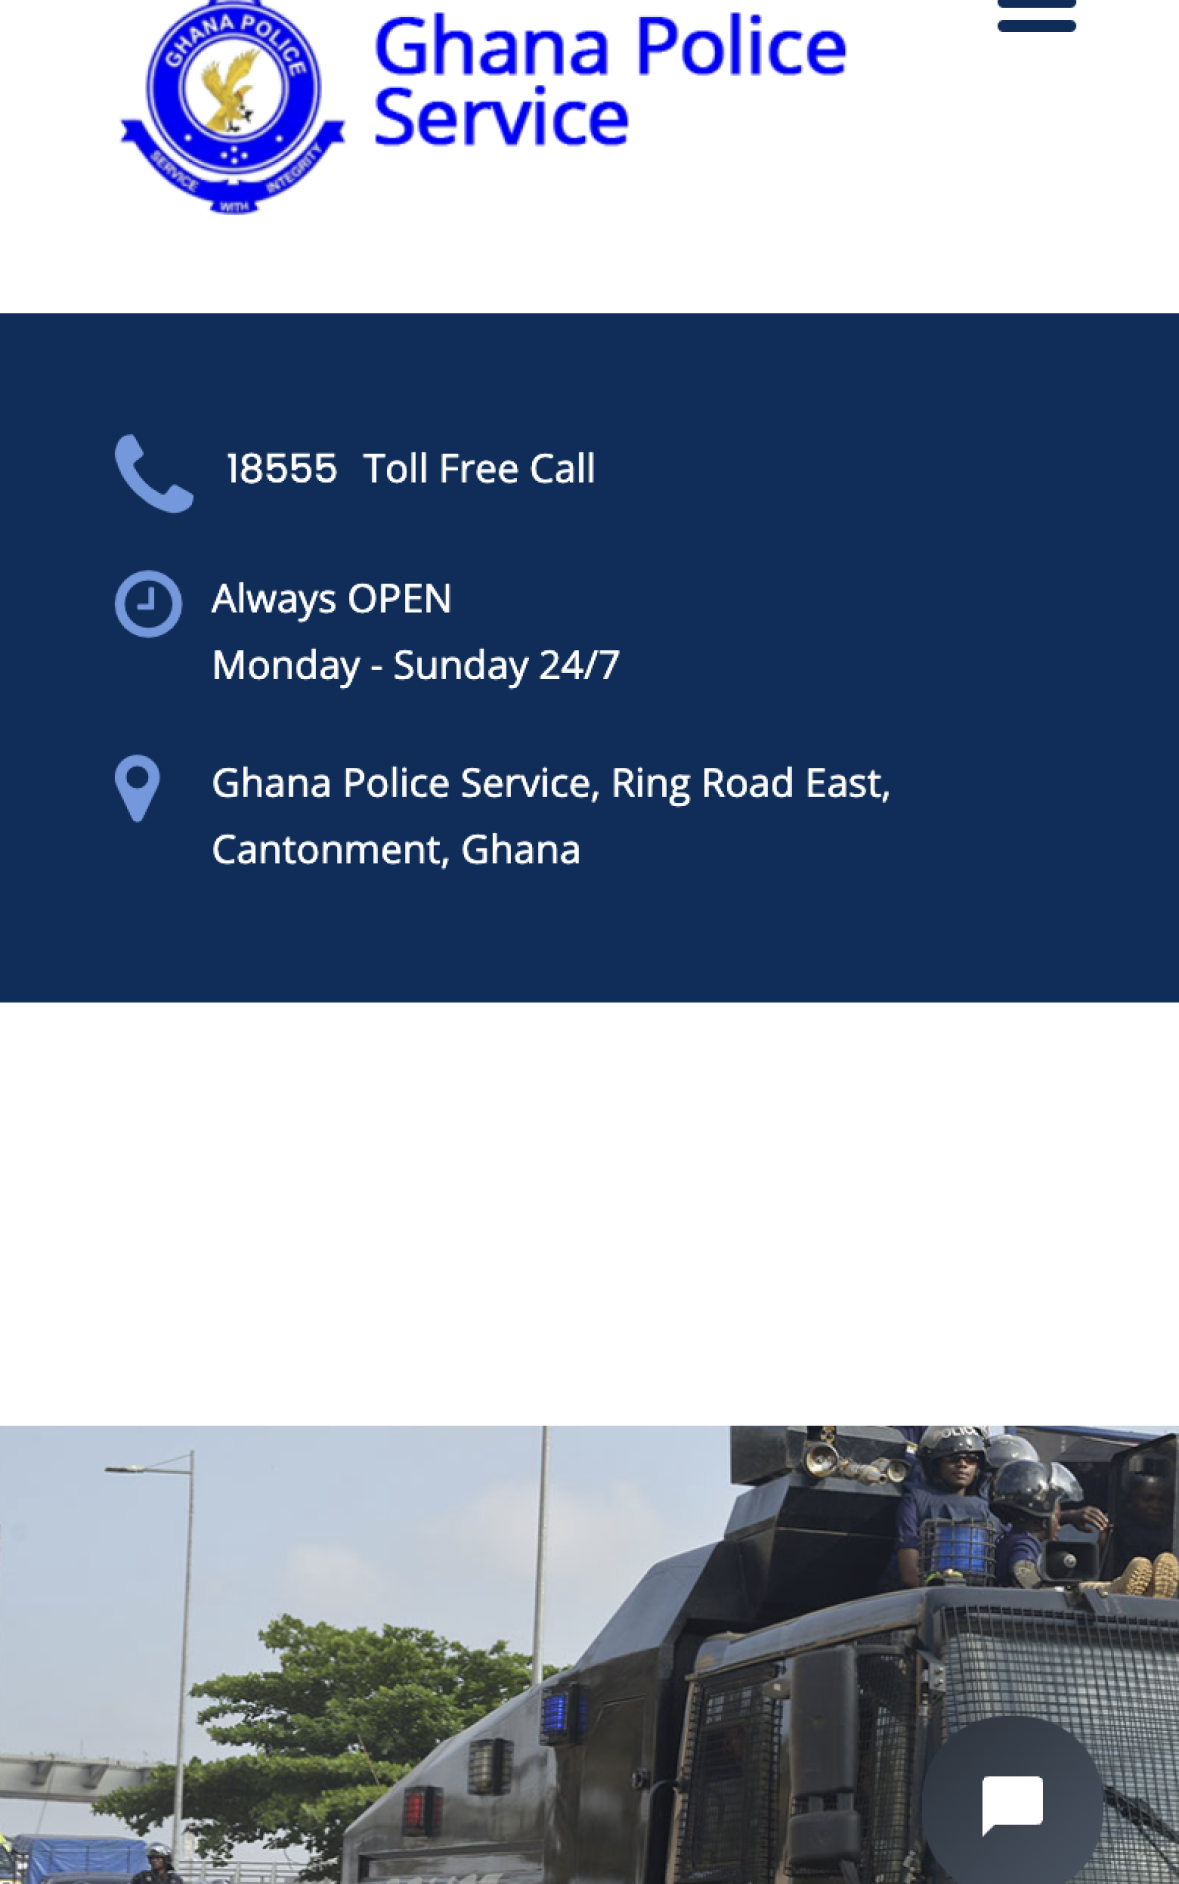 GHANA POLICE
SERVICE WITH INTEGRITY
Ghana Police
Service
18555 Toll Free Call
Always OPEN
Monday - Sunday 24/7
Ghana Police Service, Ring Road East,
Cantonment, Ghana
POLICE